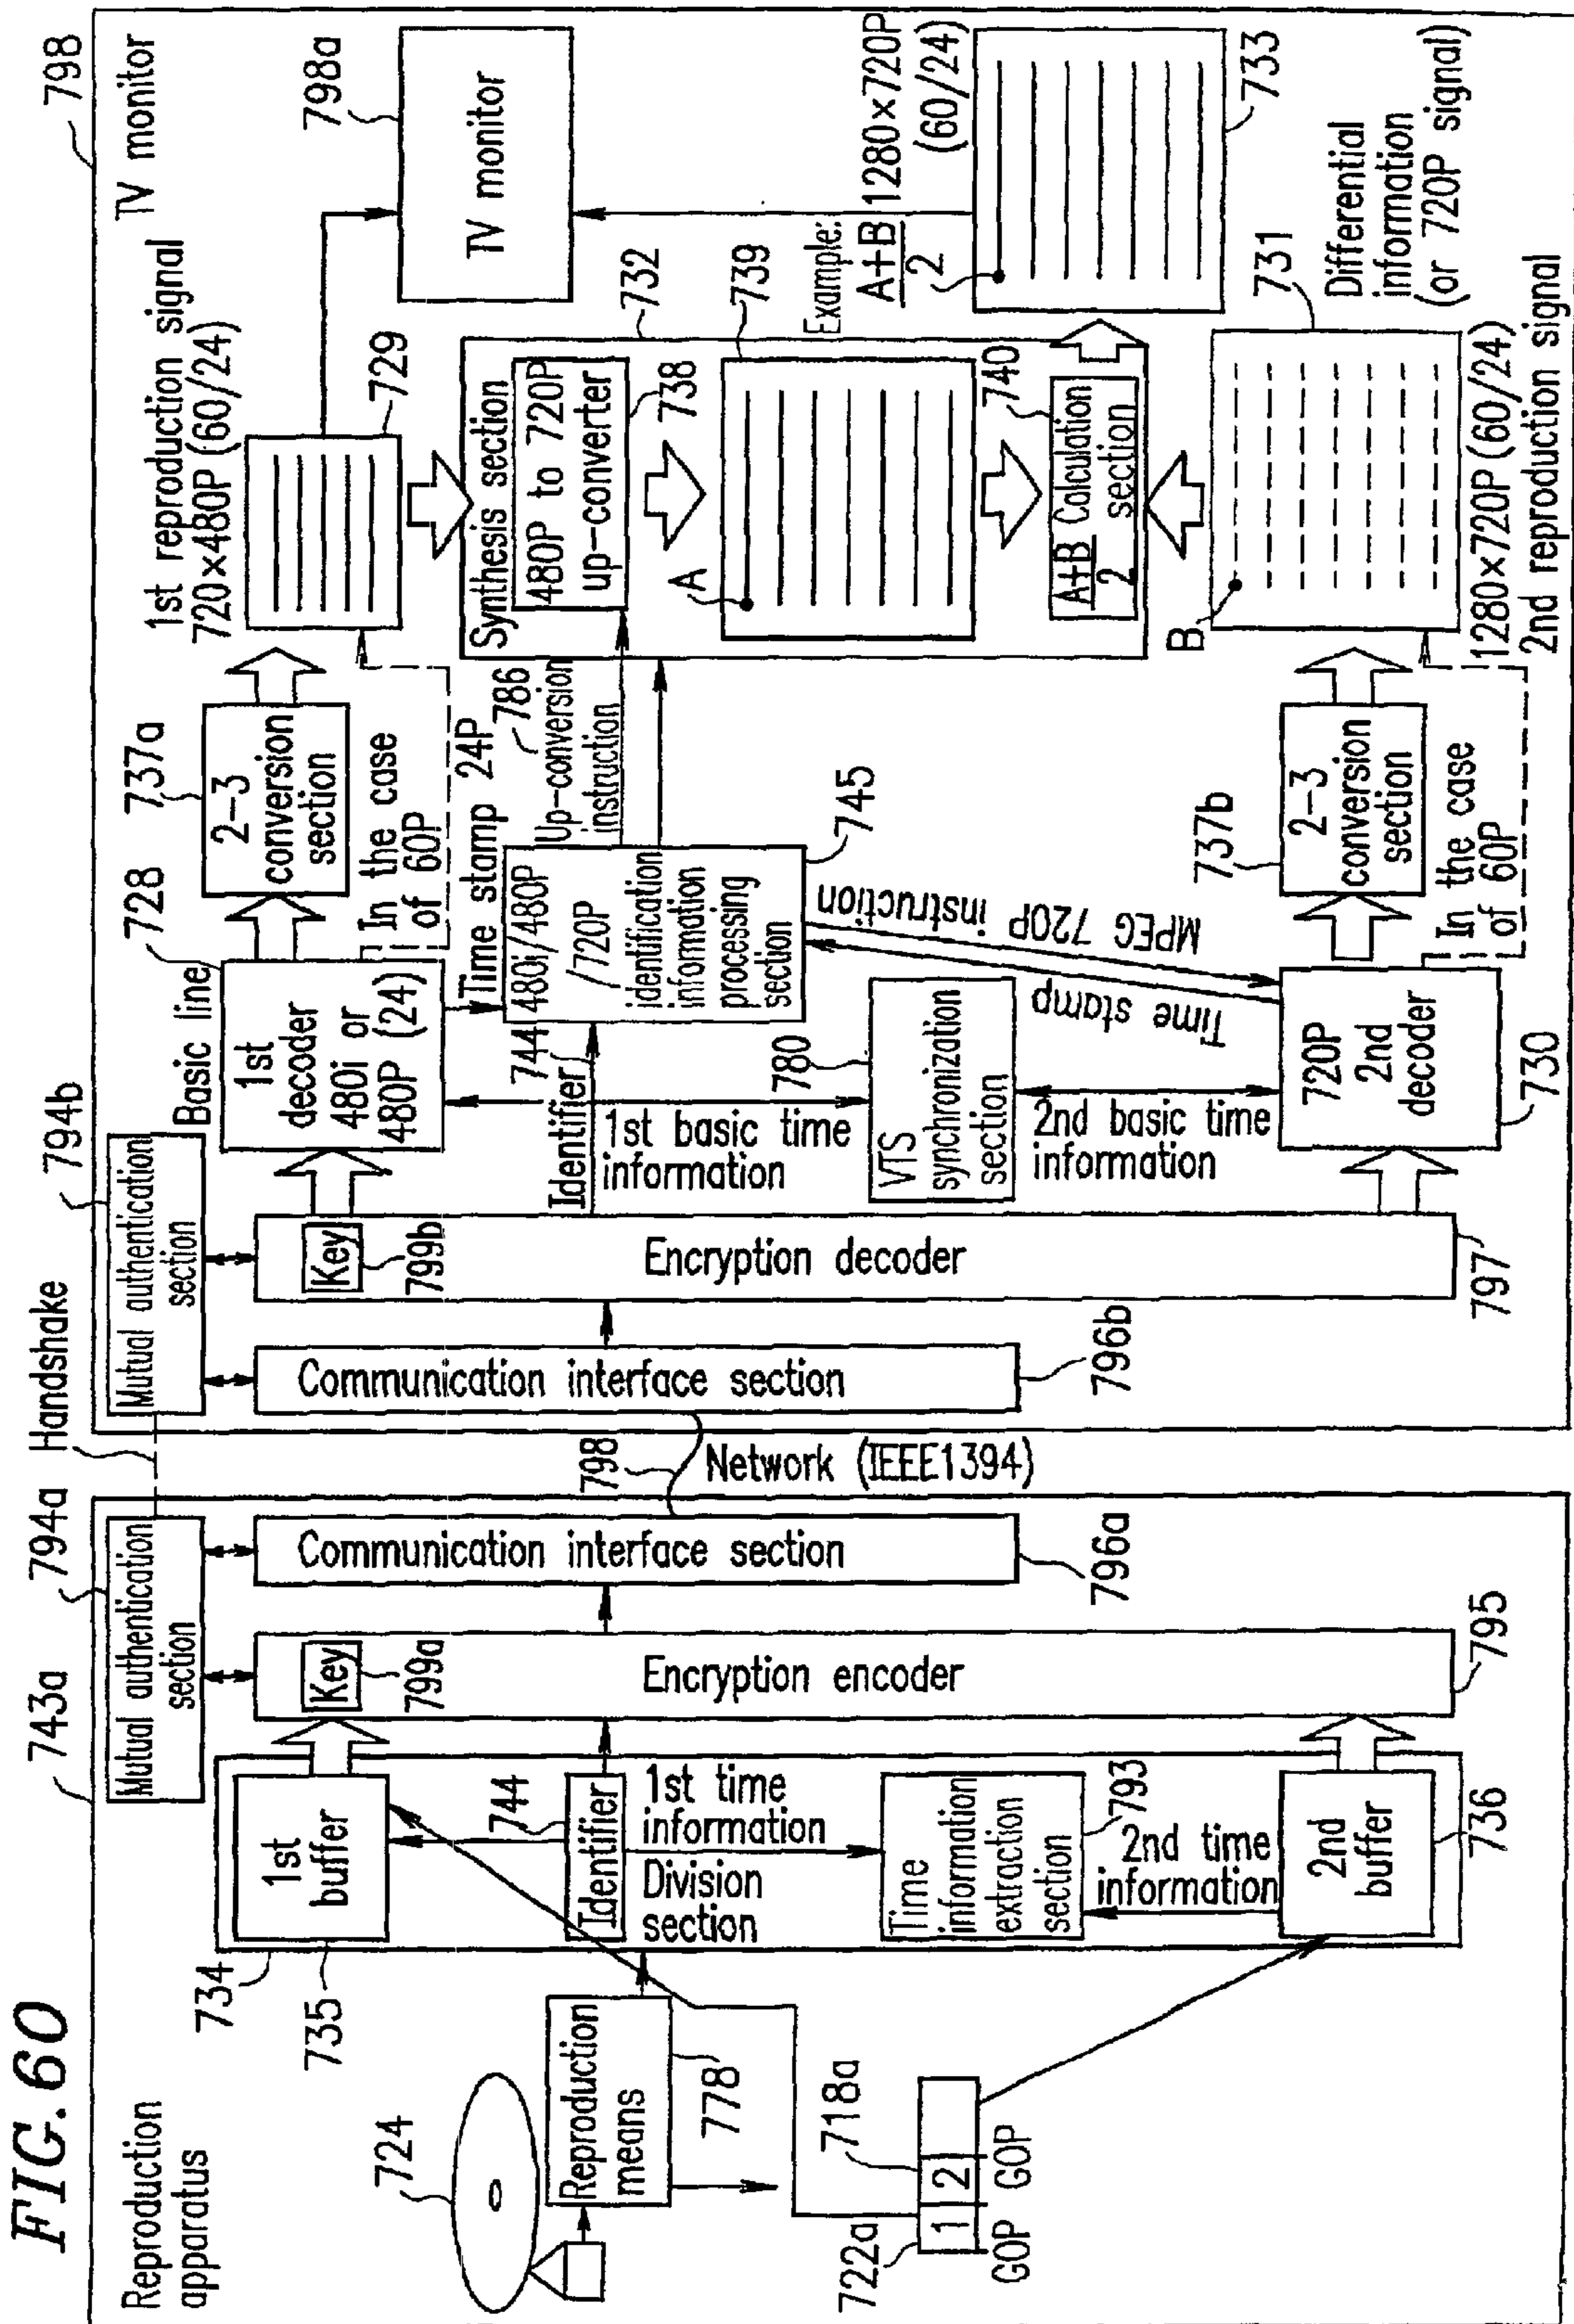 FIG. 60
Reproduction
apparatus
743a
724
Reproduction
means
778
722a
718a
1
2
GOP
GOP
734
735
1st
buffer
744
Identifier
1st time
information
Division
section
Time
information
extraction
section
793
2nd time
information
2nd
buffer
736
794a
Mutual authentication
section
Key
799a
Encryption encoder
795
Communication interface section
796a
Handshake
798
Network (IEEE1394)
798
TV monitor
794b
Mutual authentication
section
Communication interface section
796b
Key
799b
Encryption decoder
797
Basic line
728
1st
decoder
480i or
480P (24)
Identifier
744
1st basic time
information
780
VTS
synchronization
section
2nd basic time
information
720P
2nd
decoder
730
737a
2-3
conversion
section
In the case
of 60P
Time stamp 24P
480i/480P
/720P
identification
information
processing
section
745
786
Up-conversion
instruction
MPEG 720P instruction
Time stamp
737b
2-3
conversion
section
In the case
of 60P
1st reproduction signal
720×480P (60/24)
729
Synthesis section
732
480P to 720P
up-converter
738
A
739
740
A+B
2
Calculation
section
B
731
1280×720P (60/24)
2nd reproduction signal
Differential
information
(or 720P signal)
798a
TV monitor
Example:
A+B
2
1280×720P
(60/24)
733